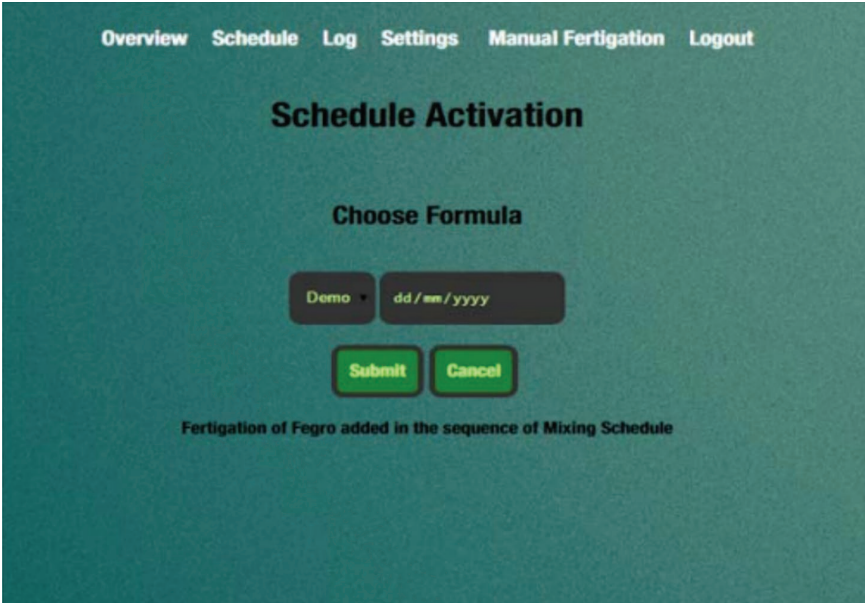 Overview Schedule Log Settings Manual Fertigation Logout
Schedule Activation
Choose Formula
Demo dd/mm/yyyy
Submit Cancel
Fertigation of Fegro added in the sequence of Mixing Schedule